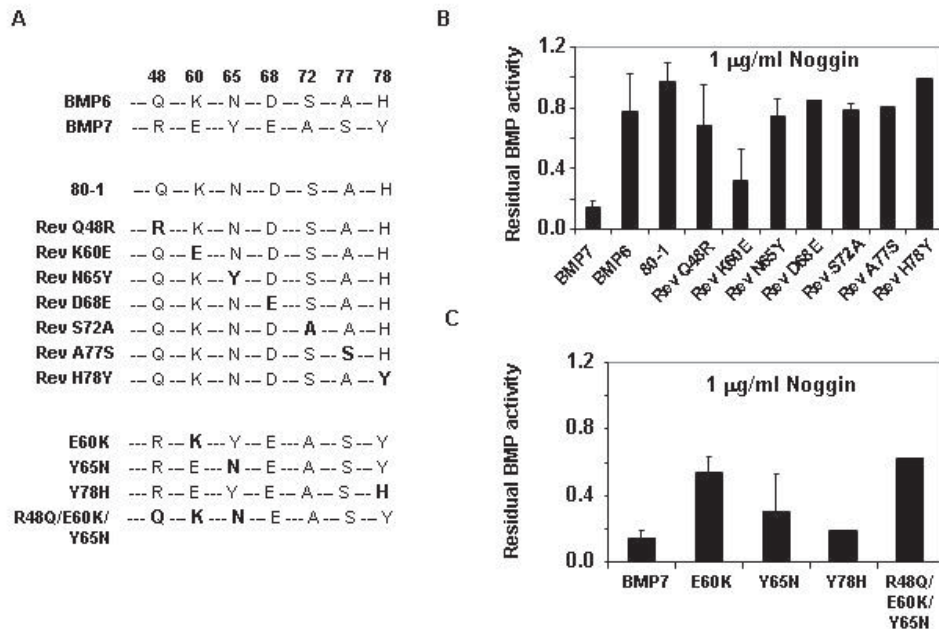 A
48 60 65 68 72 77 78
BMP6 --- Q --- K --- N --- D --- S --- A --- H
BMP7 --- R --- E --- Y --- E --- A --- S --- Y
80-1 --- Q --- K --- N --- D --- S --- A --- H
Rev Q48R --- R --- K --- N --- D --- S --- A --- H
Rev K60E --- Q --- E --- N --- D --- S --- A --- H
Rev N65Y --- Q --- K --- Y --- D --- S --- A --- H
Rev D68E --- Q --- K --- N --- E --- S --- A --- H
Rev S72A --- Q --- K --- N --- D --- A --- A --- H
Rev A77S --- Q --- K --- N --- D --- S --- S --- H
Rev H78Y --- Q --- K --- N --- D --- S --- A --- Y
E60K --- R --- K --- Y --- E --- A --- S --- Y
Y65N --- R --- E --- N --- E --- A --- S --- Y
Y78H --- R --- E --- Y --- E --- A --- S --- H
R48Q/E60K/ --- Q --- K --- N --- E --- A --- S --- Y
Y65N
B
1 µg/ml Noggin
Residual BMP activity
1.2
0.8
0.4
0.0
BMP7
BMP6
80-1
Rev Q48R
Rev K60E
Rev N65Y
Rev D68E
Rev S72A
Rev A77S
Rev H78Y
C
1 µg/ml Noggin
Residual BMP activity
1.2
0.8
0.4
0.0
BMP7
E60K
Y65N
Y78H
R48Q/
E60K/
Y65N